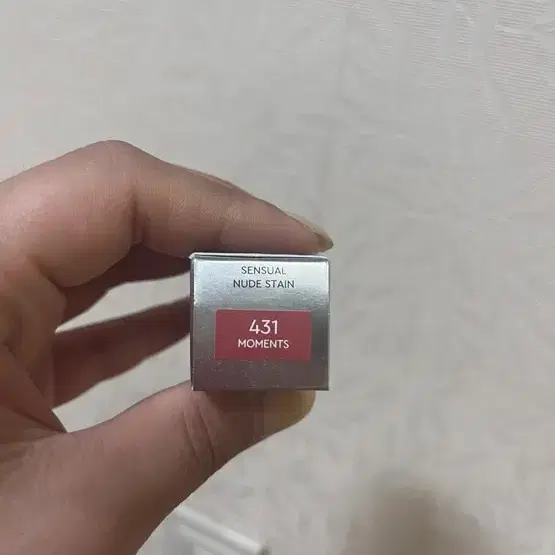 SENSUAL
NUDE STAIN
431
MOMENTS